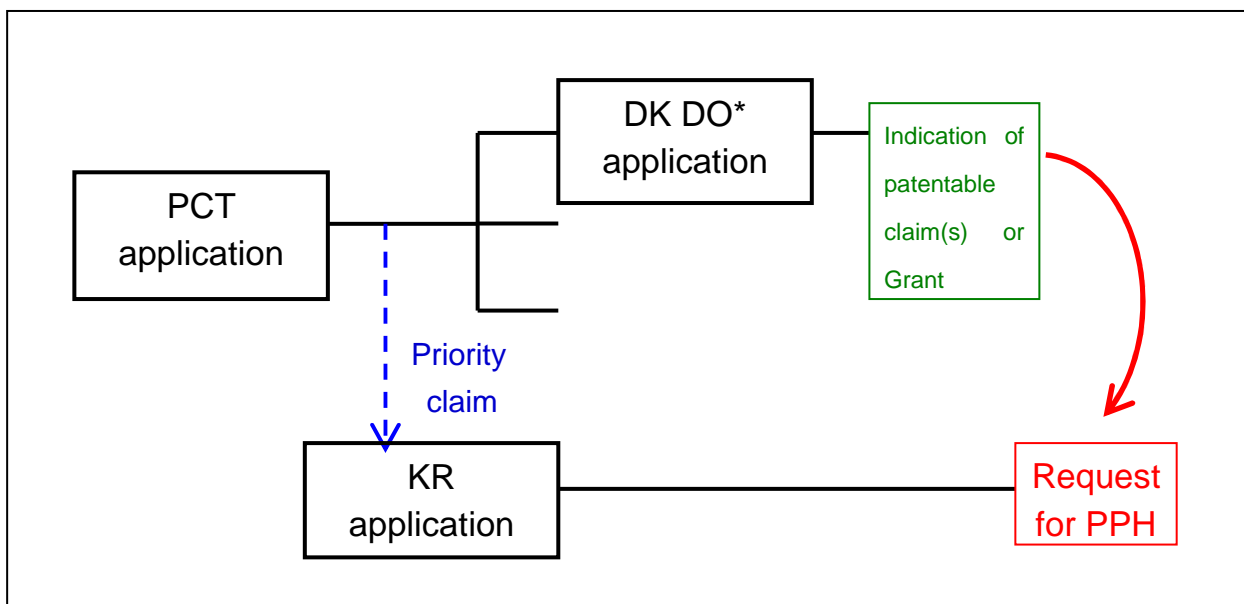 PCT
application
DK DO*
application
Indication of
patentable
claim(s) or
Grant
Priority
claim
KR
application
Request
for PPH